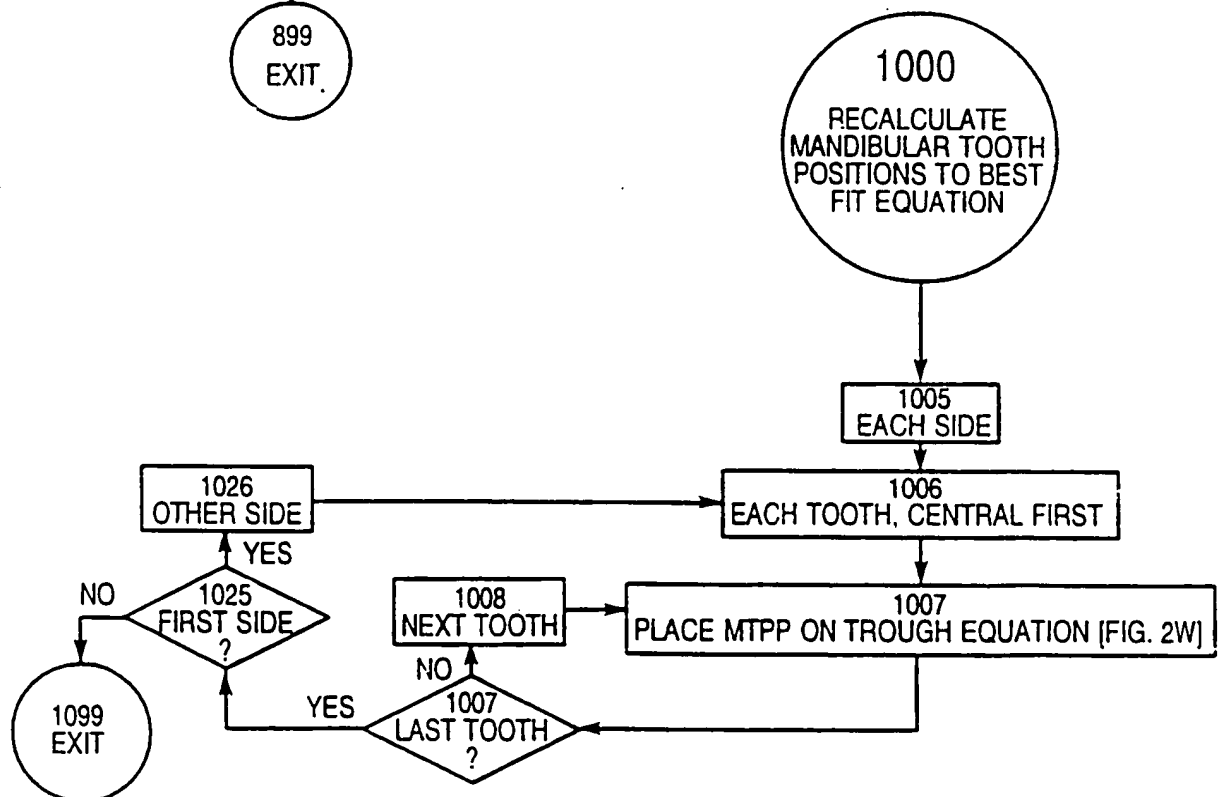 899
EXIT.
1000
RECALCULATE
MANDIBULAR TOOTH
POSITIONS TO BEST
FIT EQUATION
1005
EACH SIDE
1026
OTHER SIDE
1006
EACH TOOTH, CENTRAL FIRST
YES
NO
1025
FIRST SIDE
?
1008
NEXT TOOTH
1007
PLACE MTPP ON TROUGH EQUATION [FIG. 2W]
NO
YES
1007
LAST TOOTH
?
1099
EXIT